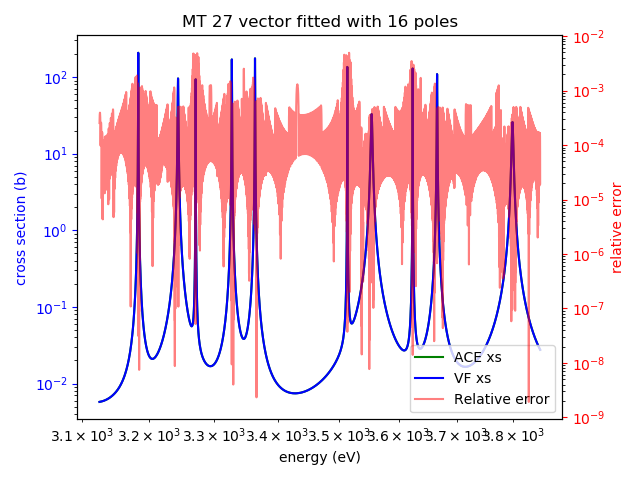 MT 27 vector fitted with 16 poles
10²
10¹
10⁰
10⁻¹
10⁻²
cross section (b)
10⁻²
10⁻³
10⁻⁴
10⁻⁵
10⁻⁶
10⁻⁷
10⁻⁸
10⁻⁹
relative error
ACE xs
VF xs
Relative error
3.1 × 10³ 3.2 × 10³ 3.3 × 10³ 3.4 × 10³ 3.5 × 10³ 3.6 × 10³ 3.7 × 10³ 3.8 × 10³
energy (eV)